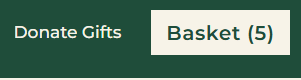 Donate Gifts Basket (5)